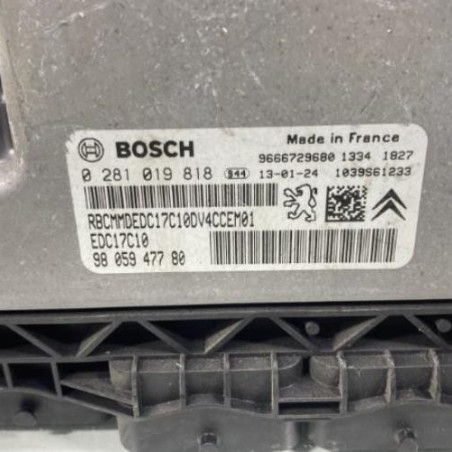 BOSCH
Made in France
9666729680 1334 1827
0 281 019 818 944 13-01-24 1039S61233
RBCMMDEDC17C10DV4CCEM01
EDC17C10
98 059 477 80